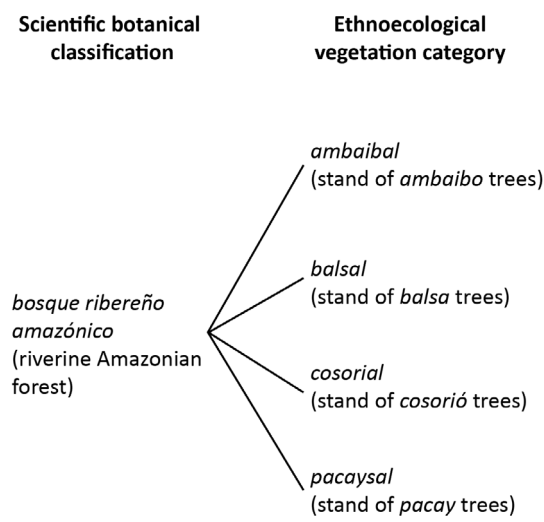 Scientific botanical
classification
Ethnoecological
vegetation category
ambaibal
(stand of ambaibo trees)
balsal
(stand of balsa trees)
bosque ribereño
amazónico
(riverine Amazonian
forest)
cosorial
(stand of cosorió trees)
pacaysal
(stand of pacay trees)